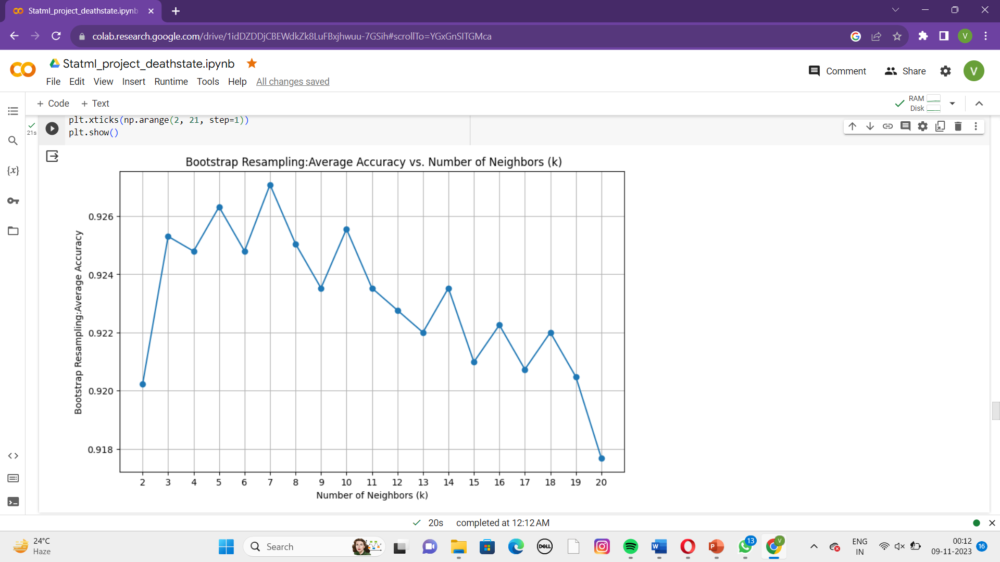 Statml_project_deathstate.ipynb
colab.research.google.com/drive/1idDZDDjCBEWdkZk8LuFBxjhwuu-7GSih#scrollTo=YGxGnSITGMca
V
Statml_project_deathstate.ipynb
File Edit View Insert Runtime Tools Help All changes saved
Comment
Share
V
+ Code + Text
RAM
Disk
{x}
21s
plt.xticks(np.arange(2, 21, step=1))
plt.show()
Bootstrap Resampling:Average Accuracy vs. Number of Neighbors (k)
Bootstrap Resampling:Average Accuracy
0.926
0.924
0.922
0.920
0.918
2 3 4 5 6 7 8 9 10 11 12 13 14 15 16 17 18 19 20
Number of Neighbors (k)
20s completed at 12:12 AM
24°C
Haze
Search
DELL
W
P
13
V
ENG
IN
00:12
09-11-2023
16